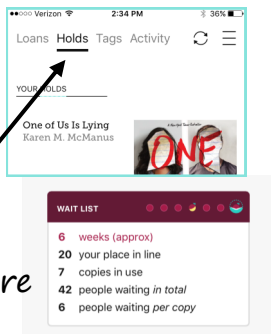 Verizon 2:34 PM 36%
Loans Holds Tags Activity
YOUR HOLDS
One of Us Is Lying
Karen M. McManus
ONE
WAIT LIST
6 weeks (approx)
20 your place in line
7 copies in use
re
42 people waiting in total
6 people waiting per copy